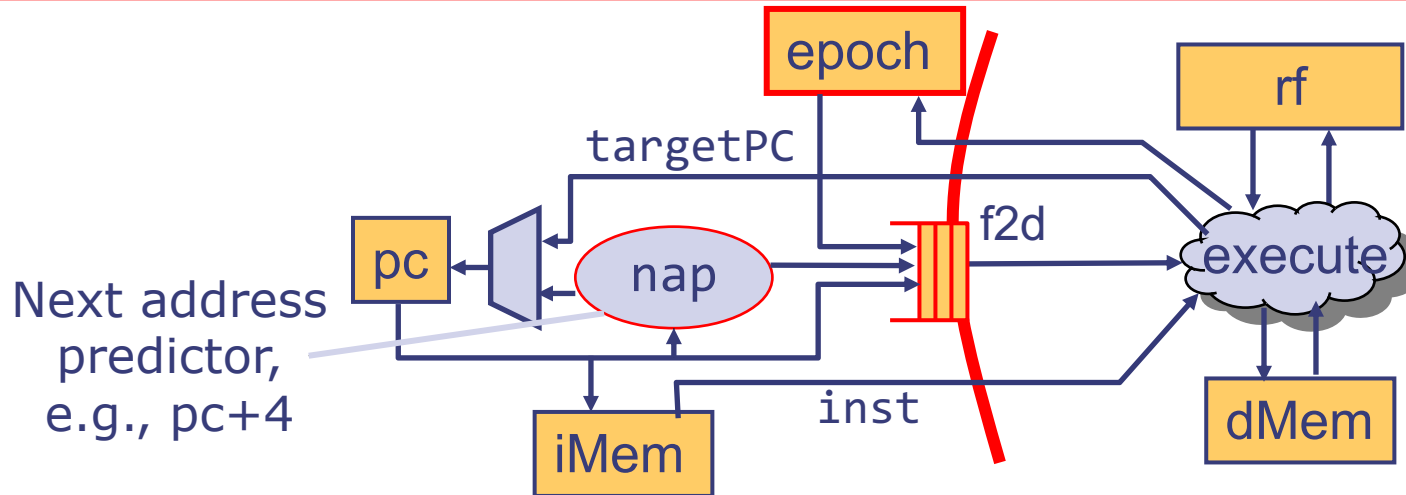 epoch
rf
targetPC
f2d
pc
nap
execute
Next address
predictor,
e.g., pc+4
inst
iMem
dMem